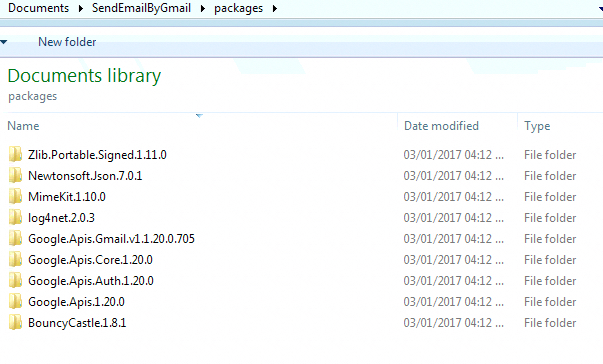 Documents SendEmailByGmail packages
New folder
Documents library
packages
Name Date modified Type
Zlib.Portable.Signed.1.11.0 03/01/2017 04:12 ... File folder
Newtonsoft.Json.7.0.1 03/01/2017 04:12 ... File folder
MimeKit.1.10.0 03/01/2017 04:12 ... File folder
log4net.2.0.3 03/01/2017 04:12 ... File folder
Google.Apis.Gmail.v1.1.20.0.705 03/01/2017 04:12 ... File folder
Google.Apis.Core.1.20.0 03/01/2017 04:12 ... File folder
Google.Apis.Auth.1.20.0 03/01/2017 04:12 ... File folder
Google.Apis.1.20.0 03/01/2017 04:12 ... File folder
BouncyCastle.1.8.1 03/01/2017 04:12 ... File folder